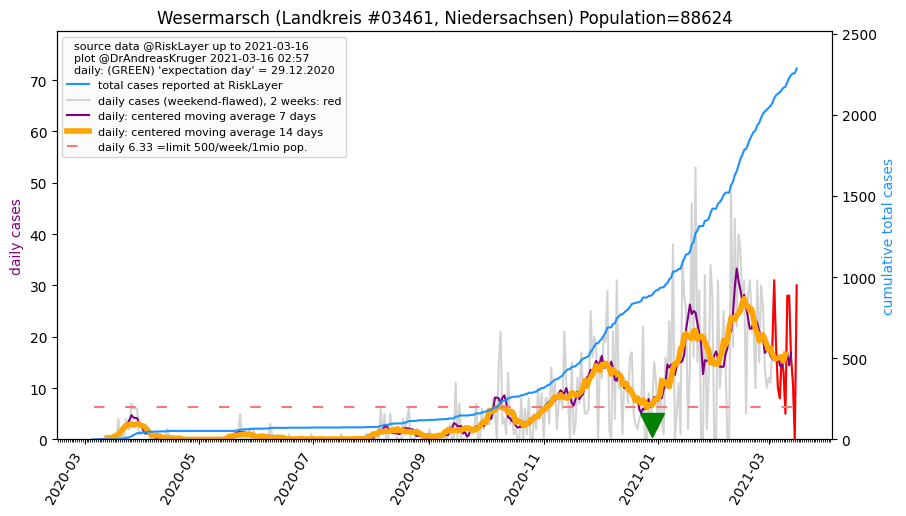 Wesermarsch (Landkreis #03461, Niedersachsen) Population=88624
source data @RiskLayer up to 2021-03-16
plot @DrAndreasKruger 2021-03-16 02:57
daily: (GREEN) 'expectation day' = 29.12.2020
total cases reported at RiskLayer
daily cases (weekend-flawed), 2 weeks: red
daily: centered moving average 7 days
daily: centered moving average 14 days
daily 6.33 =limit 500/week/1mio pop.
daily cases
0
10
20
30
40
50
60
70
cumulative total cases
0
500
1000
1500
2000
2500
2020-03
2020-05
2020-07
2020-09
2020-11
2021-01
2021-03